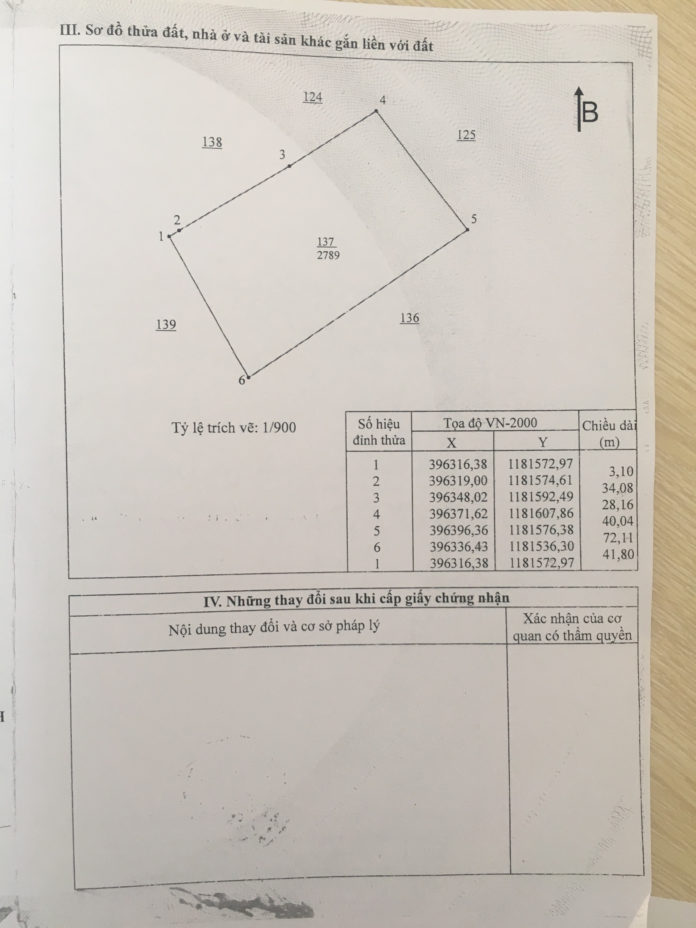 III. Sơ đồ thửa đất, nhà ở và tài sản khác gắn liền với đất
124
4
B
138
125
3
2
1
5
137
2789
139
136
6
Tỷ lệ trích vẽ: 1/900
Số hiệu đỉnh thửa Tọa độ VN-2000 Chiều dài (m)
X Y
1 396316,38 1181572,97
3,10
2 396319,00 1181574,61
34,08
3 396348,02 1181592,49
28,16
4 396371,62 1181607,86
40,04
5 396396,36 1181576,38
72,11
6 396336,43 1181536,30
41,80
1 396316,38 1181572,97
IV. Những thay đổi sau khi cấp giấy chứng nhận
Nội dung thay đổi và cơ sở pháp lý
Xác nhận của cơ
quan có thẩm quyền